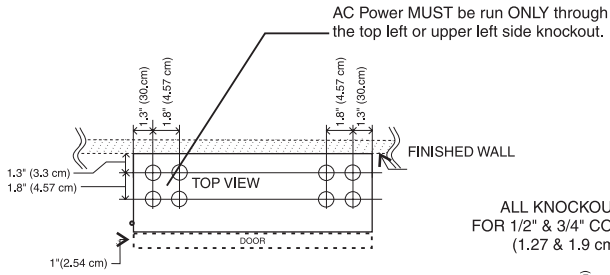 AC Power MUST be run ONLY through
the top left or upper left side knockout.
1.3" (30.cm)
1.8" (4.57 cm)
1.8" (4.57 cm)
1.3" (30.cm)
FINISHED WALL
1.3" (3.3 cm)
1.8" (4.57 cm)
TOP VIEW
ALL KNOCKOU
FOR 1/2" & 3/4" CO
(1.27 & 1.9 cm
DOOR
1"(2.54 cm)